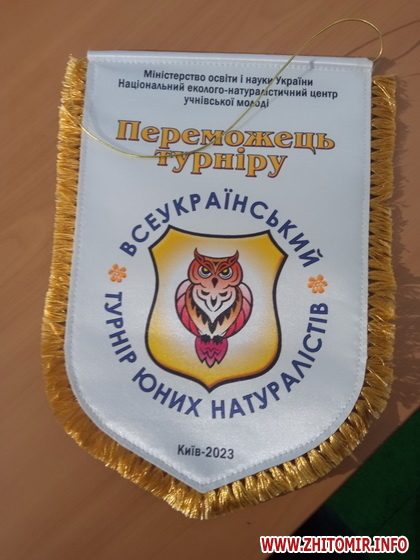 Міністерство освіти і науки України
Національний еколого-натуралістичний центр
учнівської молоді
Переможець
турніру
ВСЕУКРАЇНСЬКИЙ
ТУРНІР ЮНИХ НАТУРАЛІСТІВ
Київ-2023
WWW.ZHITOMIR.INFO